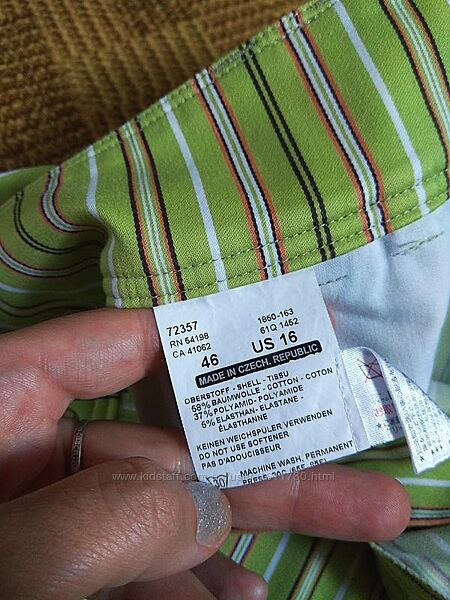 72357 1850-163
RN 54198 61Q 1452
CA 41062
46 US 16
MADE IN CZECH. REPUBLIC
OBERSTOFF - SHELL - TISSU
58% BAUMWOLLE - COTTON - COTON
37% POLYAMID - POLYAMIDE
5% ELASTHAN - ELASTANE -
ÉLASTHANNE
KEINEN WEICHSPULER VERWENDEN
DO NOT USE SOFTENER
PAS D'ADOUCISSEUR
MACHINE WASH, PERMANENT
30